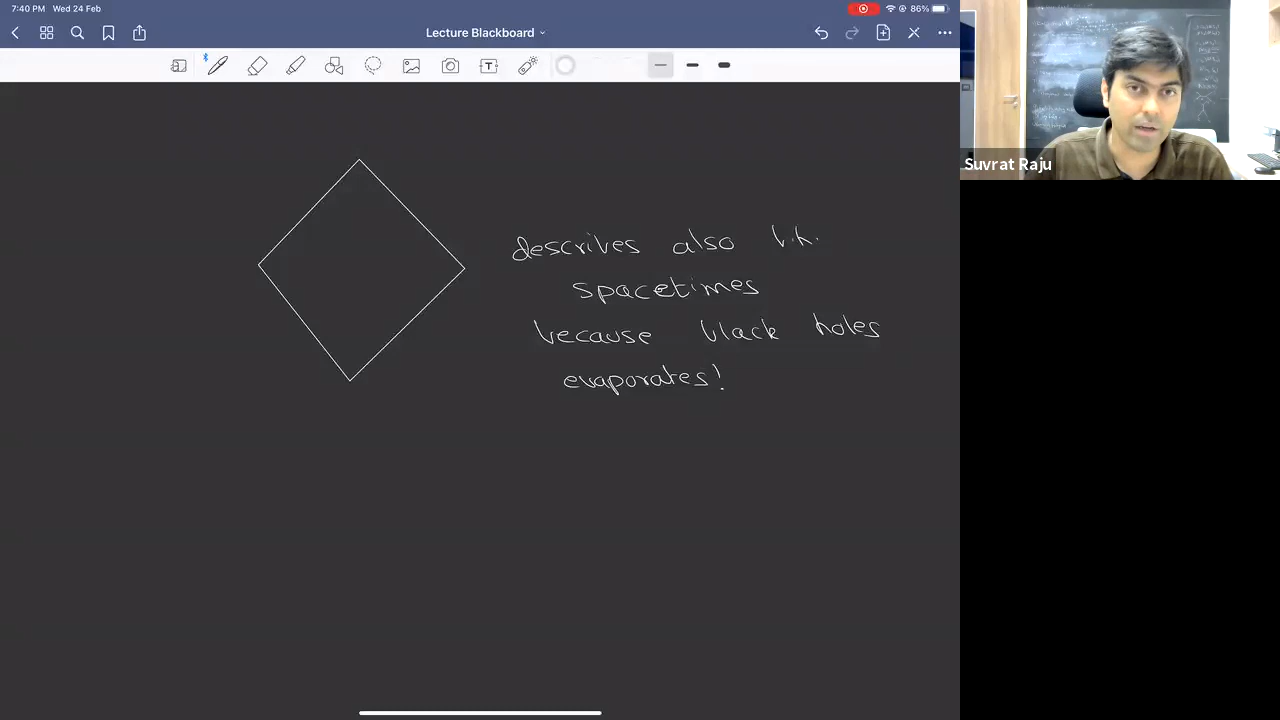 7:40 PM Wed 24 Feb
86%
Lecture Blackboard
Suvrat Raju
describes also b.h.
spacetimes
because black holes
evaporates!